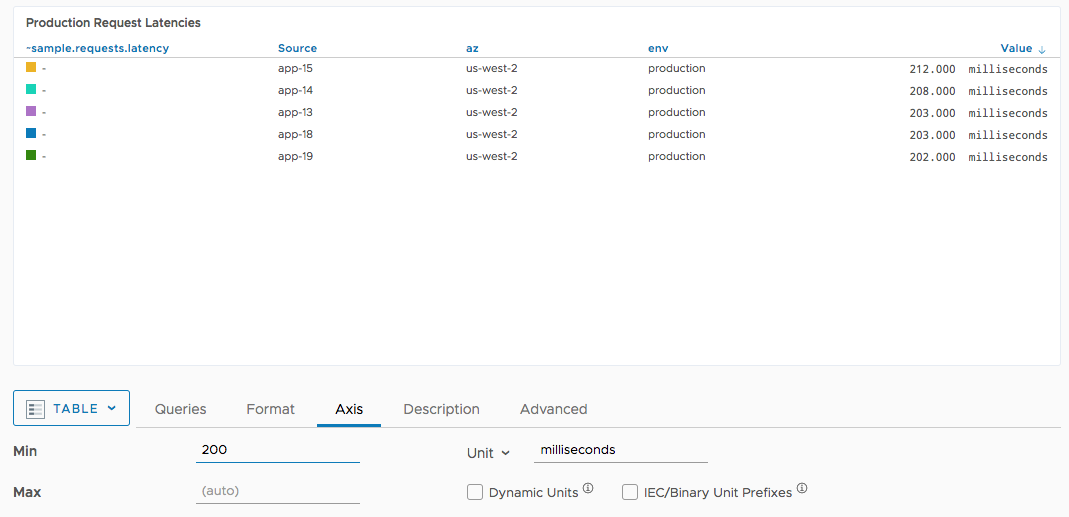 Production Request Latencies
~sample.requests.latency Source az env Value ↓
- app-15 us-west-2 production 212.000 milliseconds
- app-14 us-west-2 production 208.000 milliseconds
- app-13 us-west-2 production 203.000 milliseconds
- app-18 us-west-2 production 203.000 milliseconds
- app-19 us-west-2 production 202.000 milliseconds
TABLE Queries Format Axis Description Advanced
Min 200 Unit milliseconds
Max (auto) Dynamic Units IEC/Binary Unit Prefixes